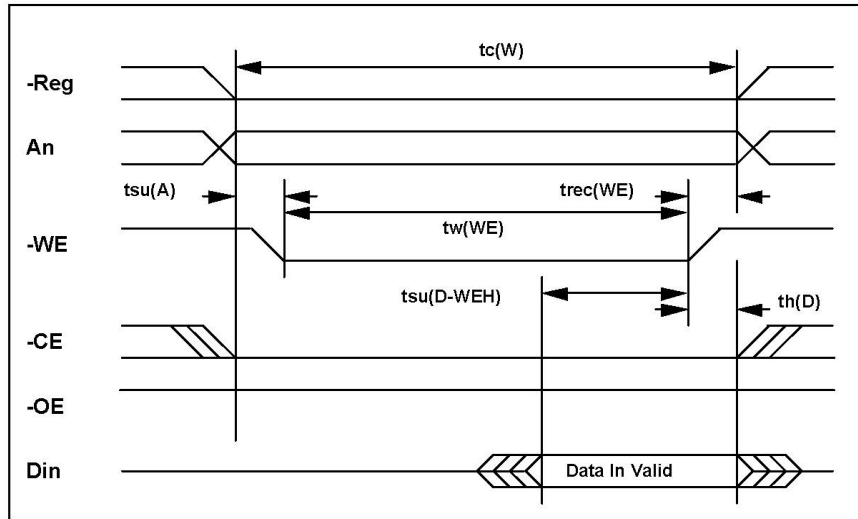 tc(W)
-Reg
An
tsu(A)
trec(WE)
tw(WE)
-WE
tsu(D-WEH)
th(D)
-CE
-OE
Din
Data In Valid